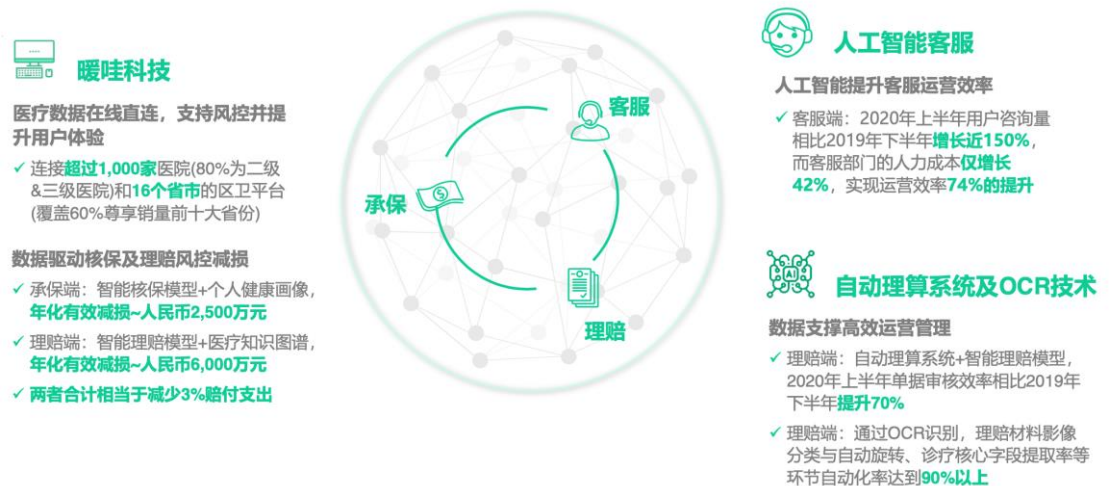 暖哇科技
医疗数据在线直连，支持风控并提
升用户体验
✓ 连接超过1,000家医院(80%为二级
&三级医院)和16个省市的区卫平台
(覆盖60%尊享销量前十大省份)
数据驱动核保及理赔风控减损
✓ 承保端：智能核保模型+个人健康画像，
年化有效减损~人民币2,500万元
✓ 理赔端：智能理赔模型+医疗知识图谱，
年化有效减损~人民币6,000万元
✓ 两者合计相当于减少3%赔付支出
客服
承保
理赔
人工智能客服
人工智能提升客服运营效率
✓ 客服端：2020年上半年用户咨询量
相比2019年下半年增长近150%，
而客服部门的人力成本仅增长
42%，实现运营效率74%的提升
AI
自动理算系统及OCR技术
数据支撑高效运营管理
✓ 理赔端：自动理算系统+智能理赔模型，
2020年上半年单据审核效率相比2019年
下半年提升70%
✓ 理赔端：通过OCR识别，理赔材料影像
分类与自动旋转、诊疗核心字段提取率等
环节自动化率达到90%以上